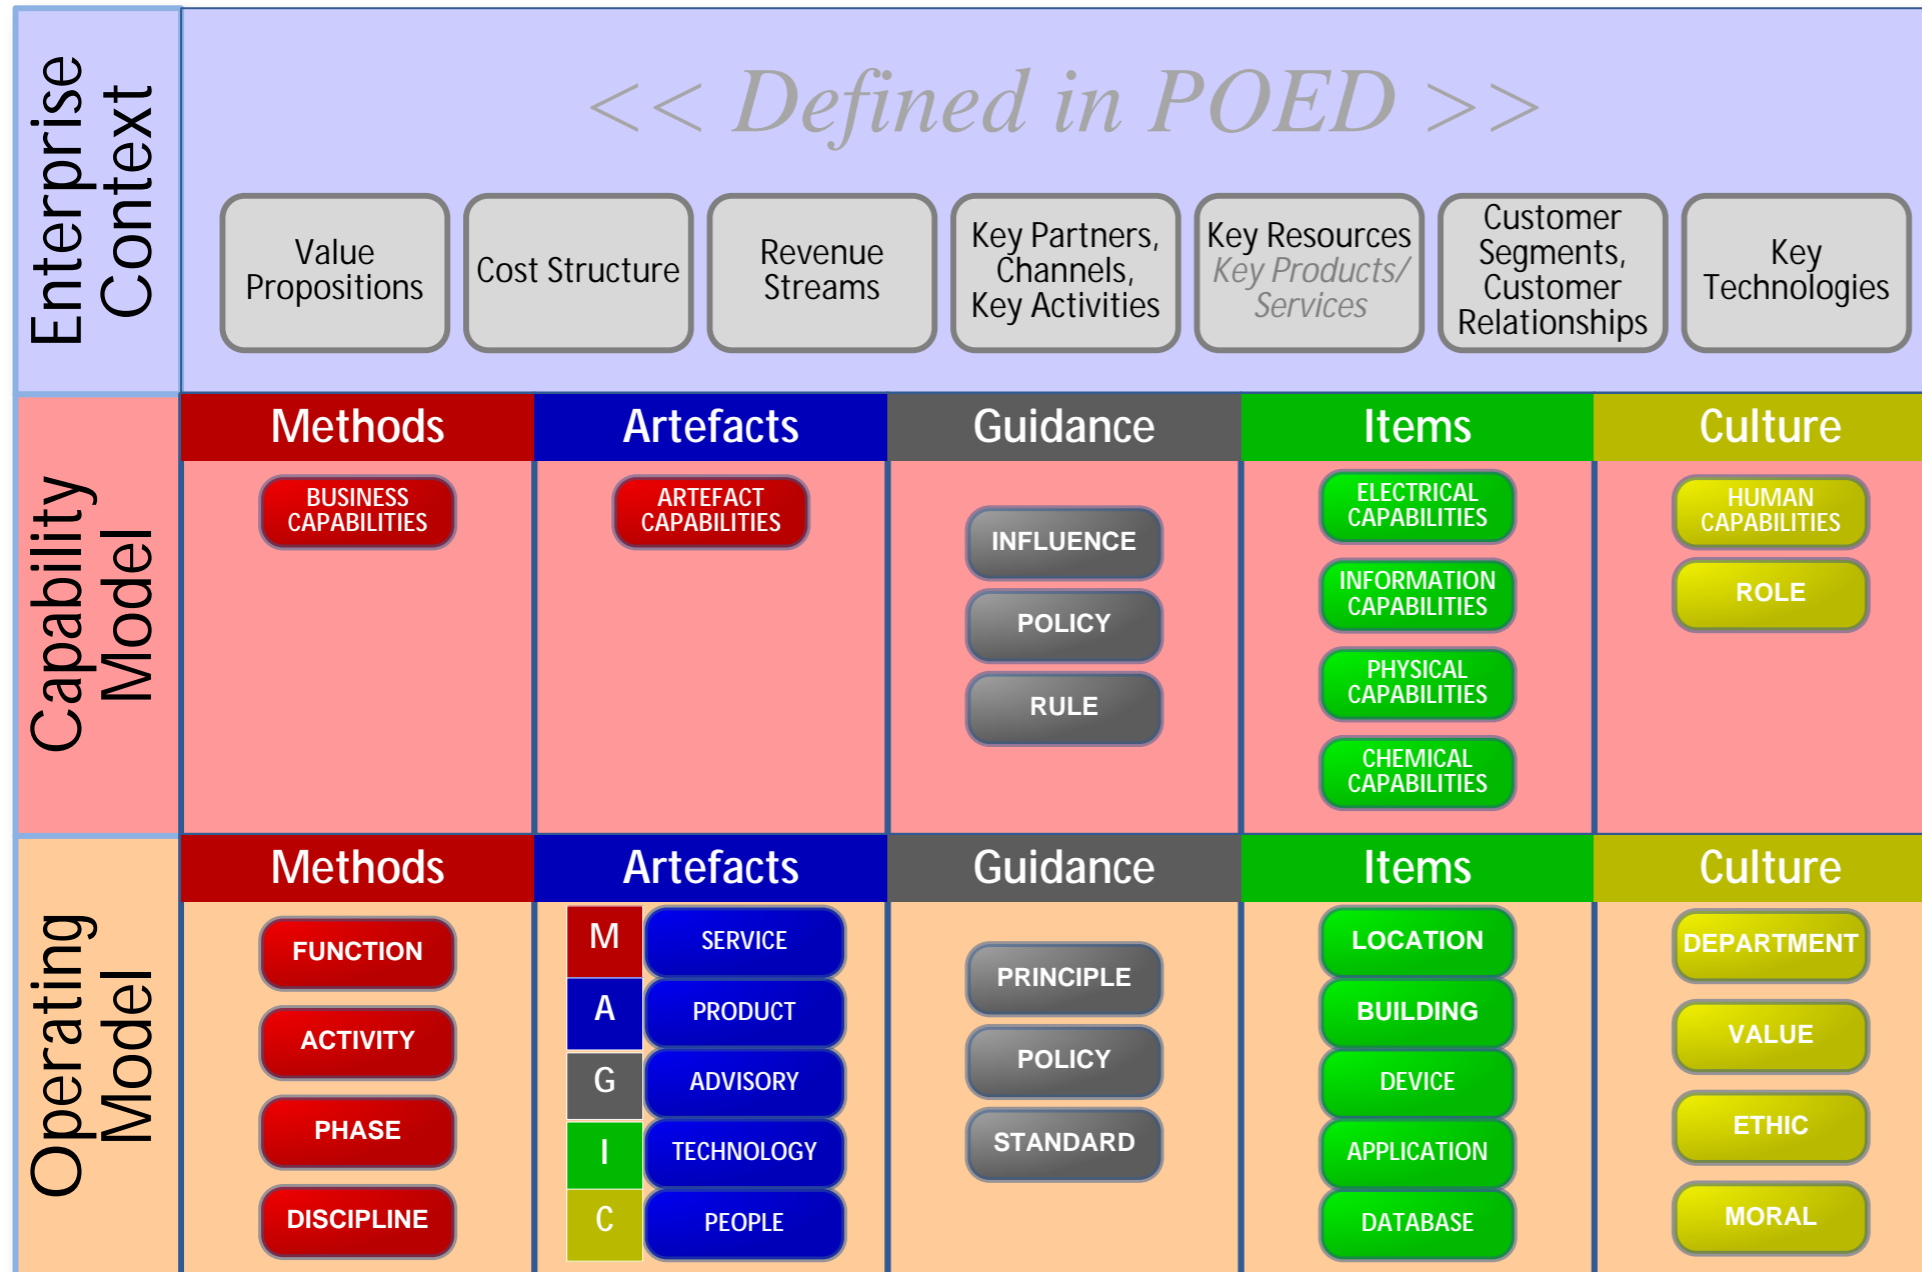 Enterprise
Context
<< Defined in POED >>
Value
Propositions
Cost Structure
Revenue
Streams
Key Partners,
Channels,
Key Activities
Key Resources
Key Products/
Services
Customer
Segments,
Customer
Relationships
Key
Technologies
Capability
Model
Methods
Artefacts
Guidance
Items
Culture
BUSINESS
CAPABILITIES
ARTEFACT
CAPABILITIES
INFLUENCE
POLICY
RULE
ELECTRICAL
CAPABILITIES
INFORMATION
CAPABILITIES
PHYSICAL
CAPABILITIES
CHEMICAL
CAPABILITIES
HUMAN
CAPABILITIES
ROLE
Operating
Model
Methods
Artefacts
Guidance
Items
Culture
FUNCTION
ACTIVITY
PHASE
DISCIPLINE
M SERVICE
A PRODUCT
G ADVISORY
I TECHNOLOGY
C PEOPLE
PRINCIPLE
POLICY
STANDARD
LOCATION
BUILDING
DEVICE
APPLICATION
DATABASE
DEPARTMENT
VALUE
ETHIC
MORAL